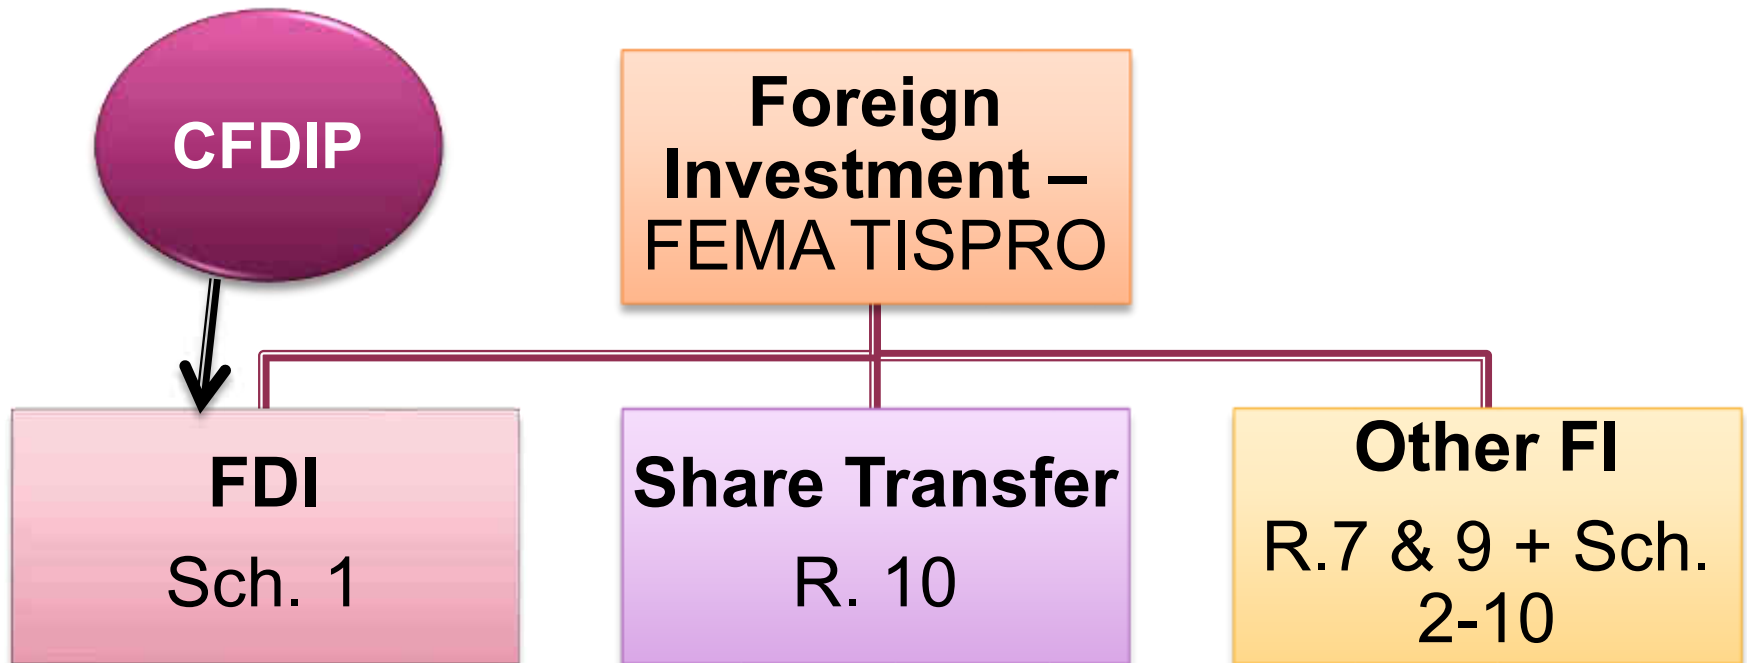 CFDIP
Foreign
Investment –
FEMA TISPRO
FDI
Sch. 1
Share Transfer
R. 10
Other FI
R.7 & 9 + Sch.
2-10